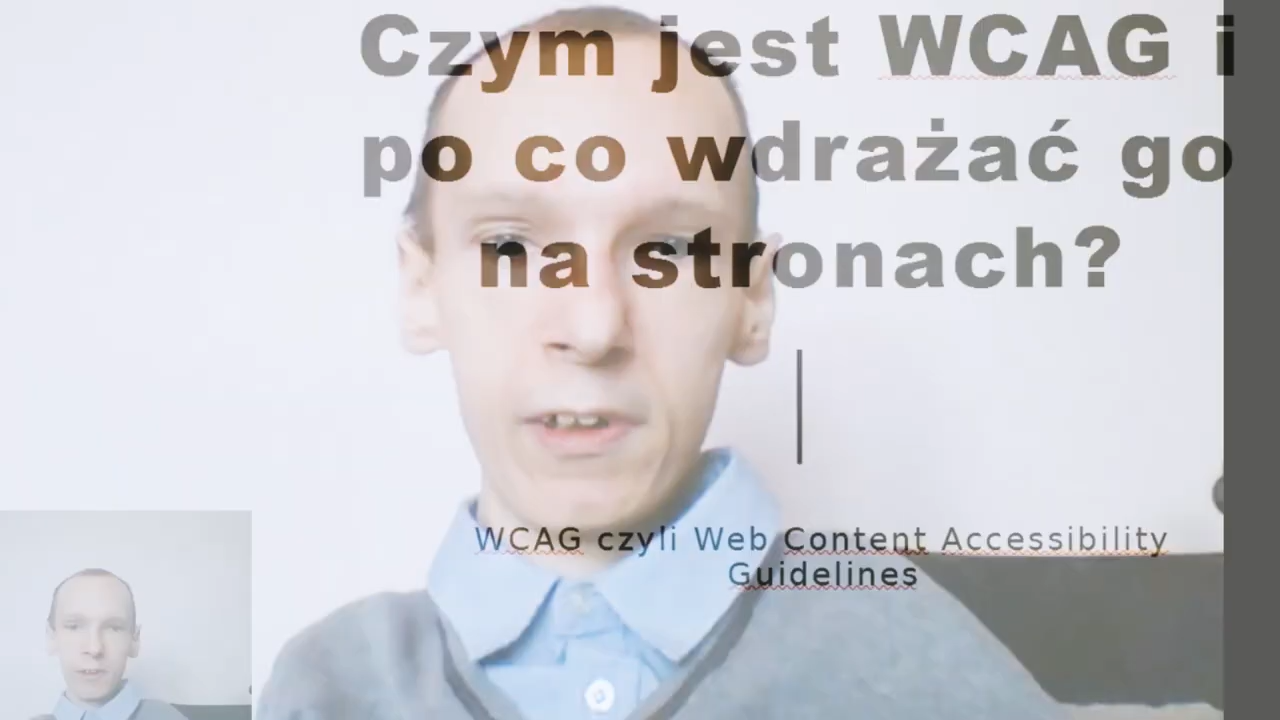 Czym jest WCAG i
po co wdrażać go
na stronach?
WCAG czyli Web Content Accessibility
Guidelines